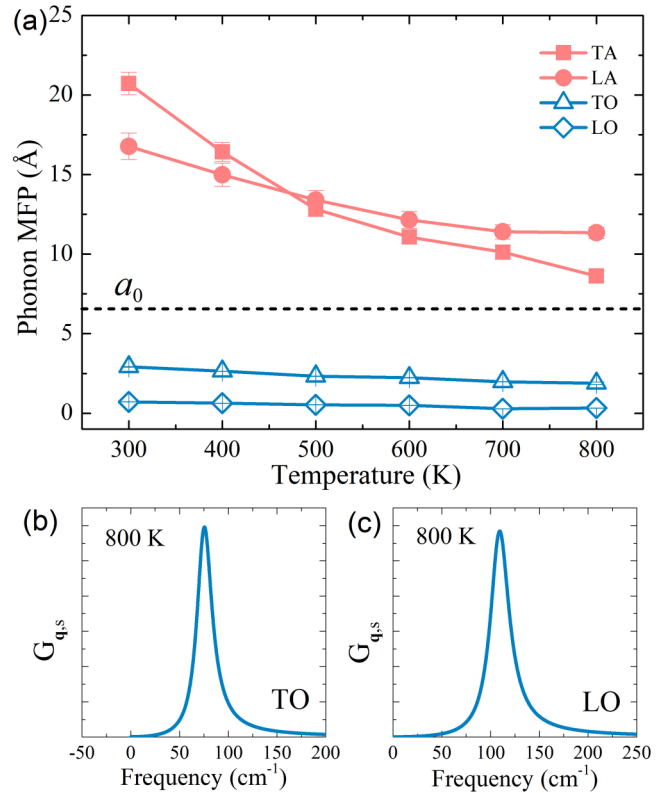 (a)
TA
LA
TO
LO
25
20
15
10
5
0
Phonon MFP (Å)
a₀
300 400 500 600 700 800
Temperature (K)
(b)
800 K
TO
G_{q,s}
-50 0 50 100 150 200
Frequency (cm⁻¹)
(c)
800 K
LO
G_{q,s}
0 50 100 150 200 250
Frequency (cm⁻¹)